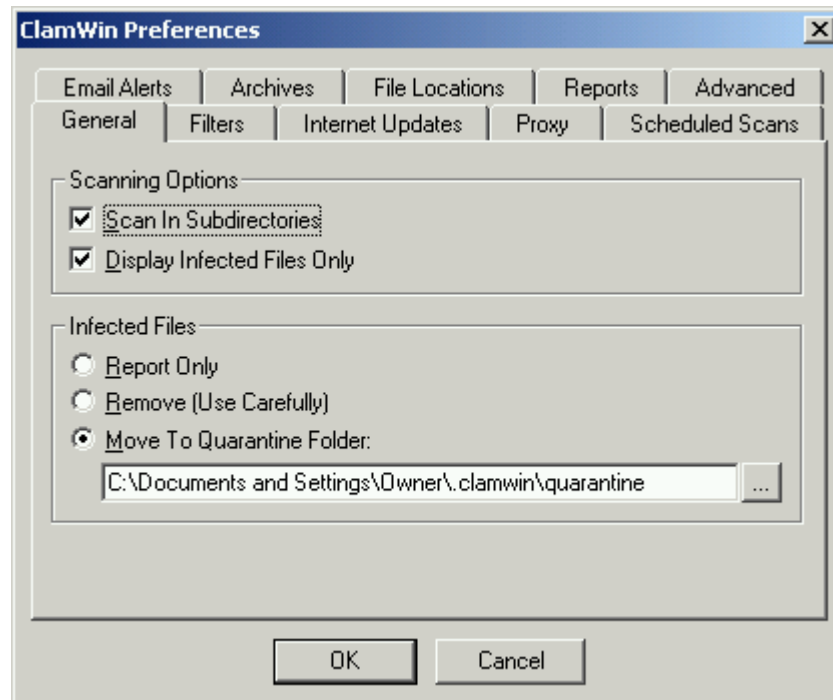 ClamWin Preferences
Email Alerts Archives File Locations Reports Advanced
General Filters Internet Updates Proxy Scheduled Scans
Scanning Options
Scan In Subdirectories
Display Infected Files Only
Infected Files
Report Only
Remove (Use Carefully)
Move To Quarantine Folder:
C:\Documents and Settings\Owner\.clamwin\quarantine ...
OK Cancel